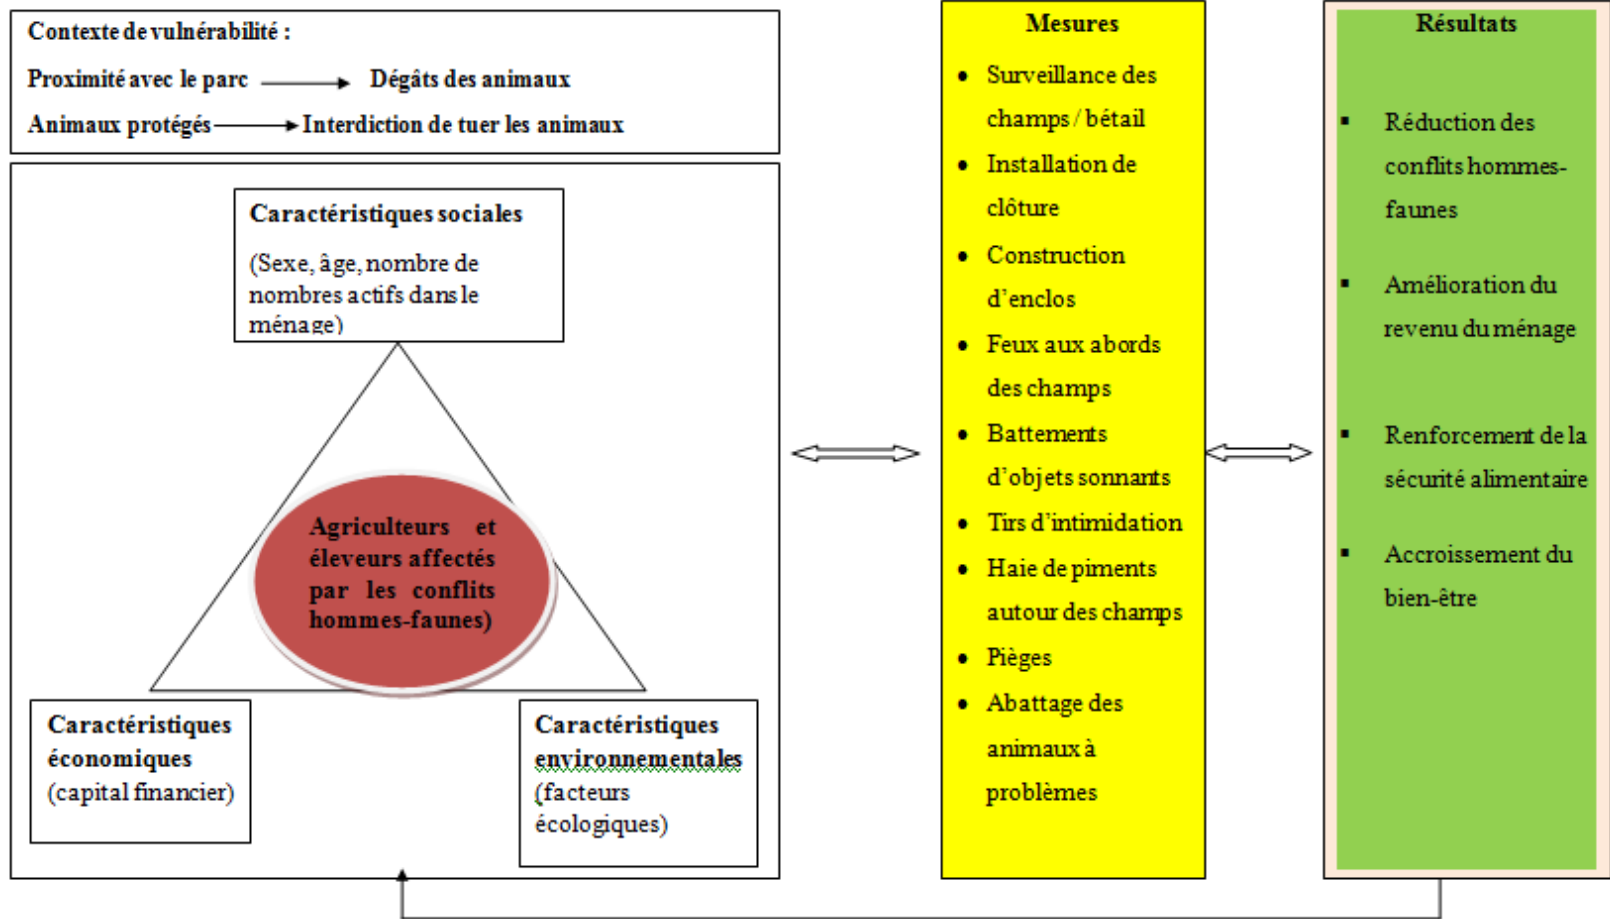 Contexte de vulnérabilité :
Proximité avec le parc
Dégâts des animaux
Animaux protégés
Interdiction de tuer les animaux
Caractéristiques sociales
(Sexe, âge, nombre de
nombres actifs dans le
ménage)
Agriculteurs et
éleveurs affectés
par les conflits
hommes-faunes)
Caractéristiques
économiques
(capital financier)
Caractéristiques
environnementales
(facteurs
écologiques)
Mesures
• Surveillance des
champs / bétail
• Installation de
clôture
• Construction
d'enclos
• Feux aux abords
des champs
• Battements
d'objets sonnants
• Tirs d'intimidation
• Haie de piments
autour des champs
• Pièges
• Abattage des
animaux à
problèmes
Résultats
▪ Réduction des
conflits hommes-
faunes
▪ Amélioration du
revenu du ménage
▪ Renforcement de la
sécurité alimentaire
▪ Accroissement du
bien-être